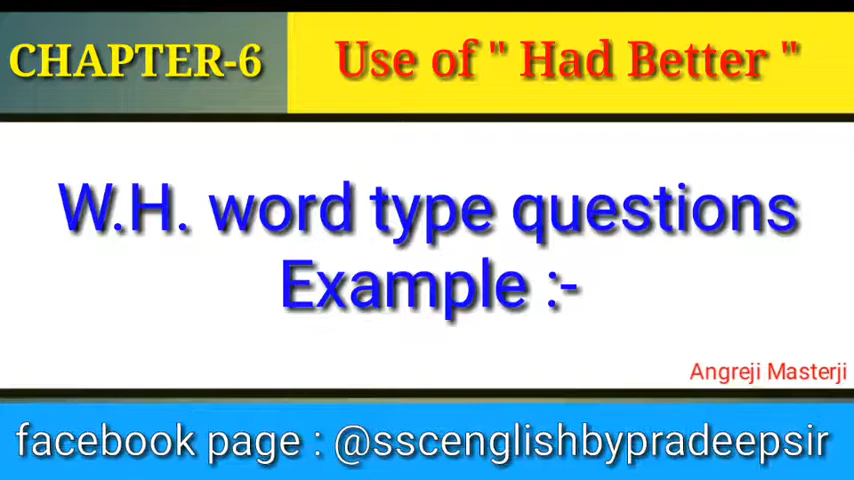 CHAPTER-6
Use of " Had Better "
W.H. word type questions
Example :-
Angreji Masterji
facebook page : @sscenglishbypradeepsir